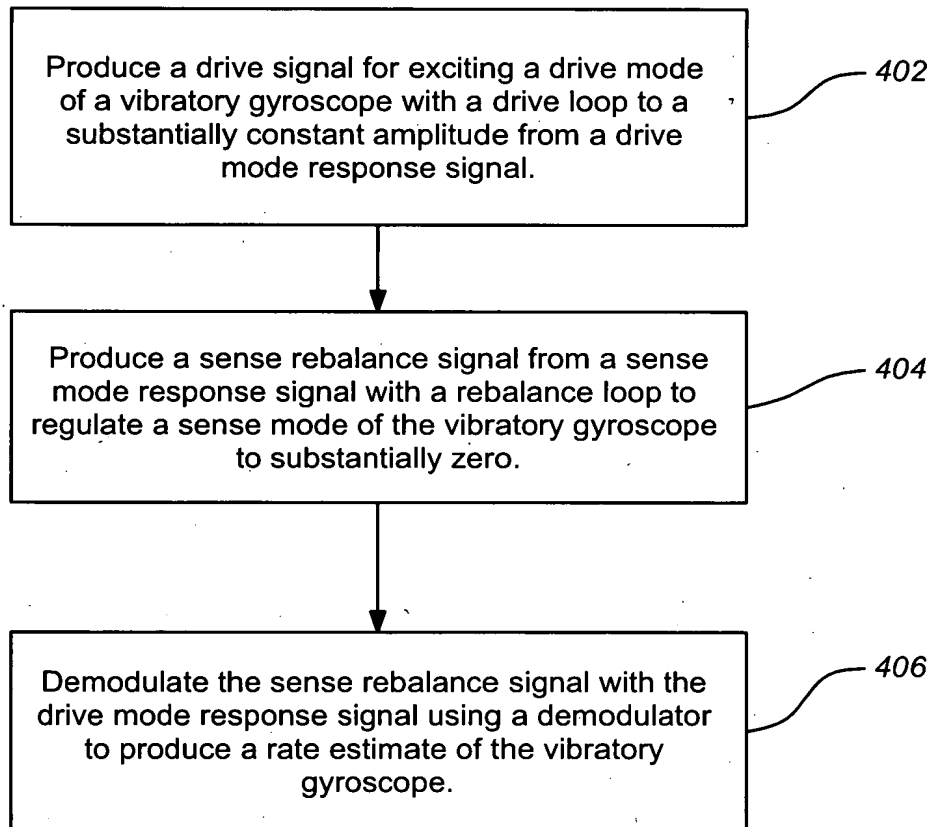 Produce a drive signal for exciting a drive mode
of a vibratory gyroscope with a drive loop to a
substantially constant amplitude from a drive
mode response signal.
402
Produce a sense rebalance signal from a sense
mode response signal with a rebalance loop to
regulate a sense mode of the vibratory gyroscope
to substantially zero.
404
Demodulate the sense rebalance signal with the
drive mode response signal using a demodulator
to produce a rate estimate of the vibratory
gyroscope.
406